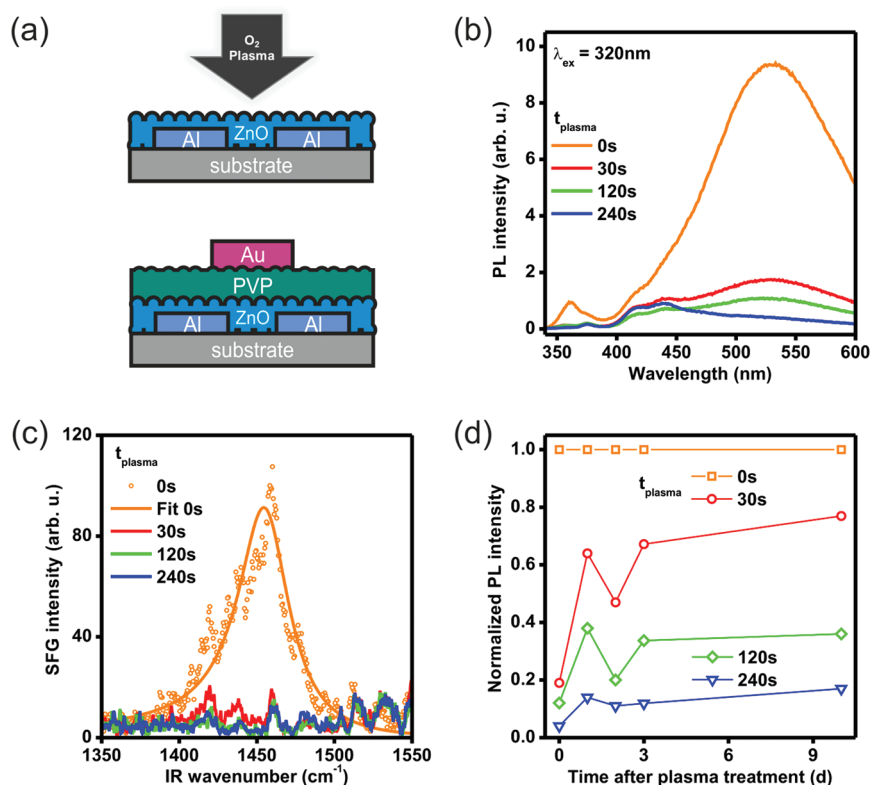 (a)
O2
Plasma
ZnO
Al
Al
substrate
Au
PVP
ZnO
Al
Al
substrate
(b)
λex = 320nm
tplasma
0s
30s
120s
240s
10
8
6
4
2
0
PL intensity (arb. u.)
350 400 450 500 550 600
Wavelength (nm)
(c)
tplasma
0s
Fit 0s
30s
120s
240s
120
80
40
0
SFG intensity (arb. u.)
1350 1400 1450 1500 1550
IR wavenumber (cm-1)
(d)
tplasma
0s
30s
120s
240s
1.0
0.8
0.6
0.4
0.2
0.0
Normalized PL intensity
0 3 6 9
Time after plasma treatment (d)